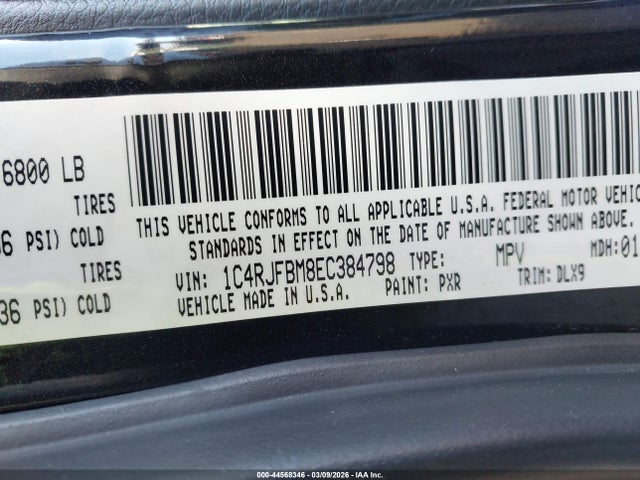 6800 LB
TIRES
36 PSI) COLD
TIRES
36 PSI) COLD
THIS VEHICLE CONFORMS TO ALL APPLICABLE U.S.A. FEDERAL MOTOR VEHIC
STANDARDS IN EFFECT ON THE DATE OF MANUFACTURE SHOWN ABOVE.
VIN: 1C4RJFBM8EC384798 TYPE: MPV MDH: 01
VEHICLE MADE IN U.S.A. PAINT: PXR TRIM: DLX9
000-44568346 | 03/09/2026 - IAA Inc.